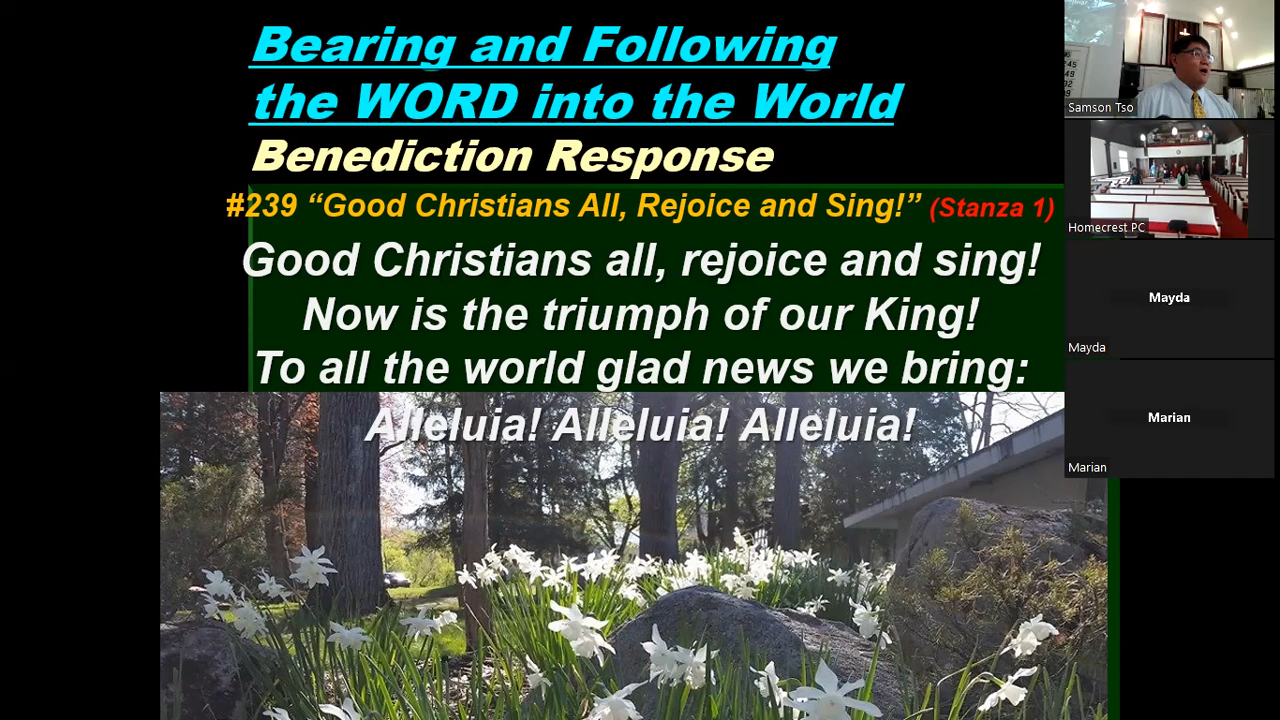 Bearing and Following
the WORD into the World
Benediction Response
#239 “Good Christians All, Rejoice and Sing!” (Stanza 1)
Good Christians all, rejoice and sing!
Now is the triumph of our King!
To all the world glad news we bring:
Alleluia! Alleluia! Alleluia!
Samson Tso
Homecrest PC
Mayda
Mayda
Marian
Marian